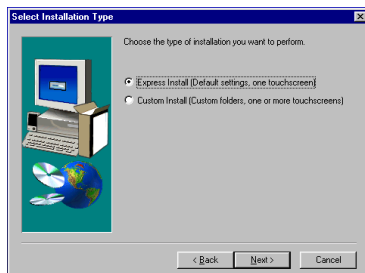 Select Installation Type
Choose the type of installation you want to perform.
Express Install (Default settings, one touchscreen)
Custom Install (Custom folders, one or more touchscreens)
< Back
Next >
Cancel